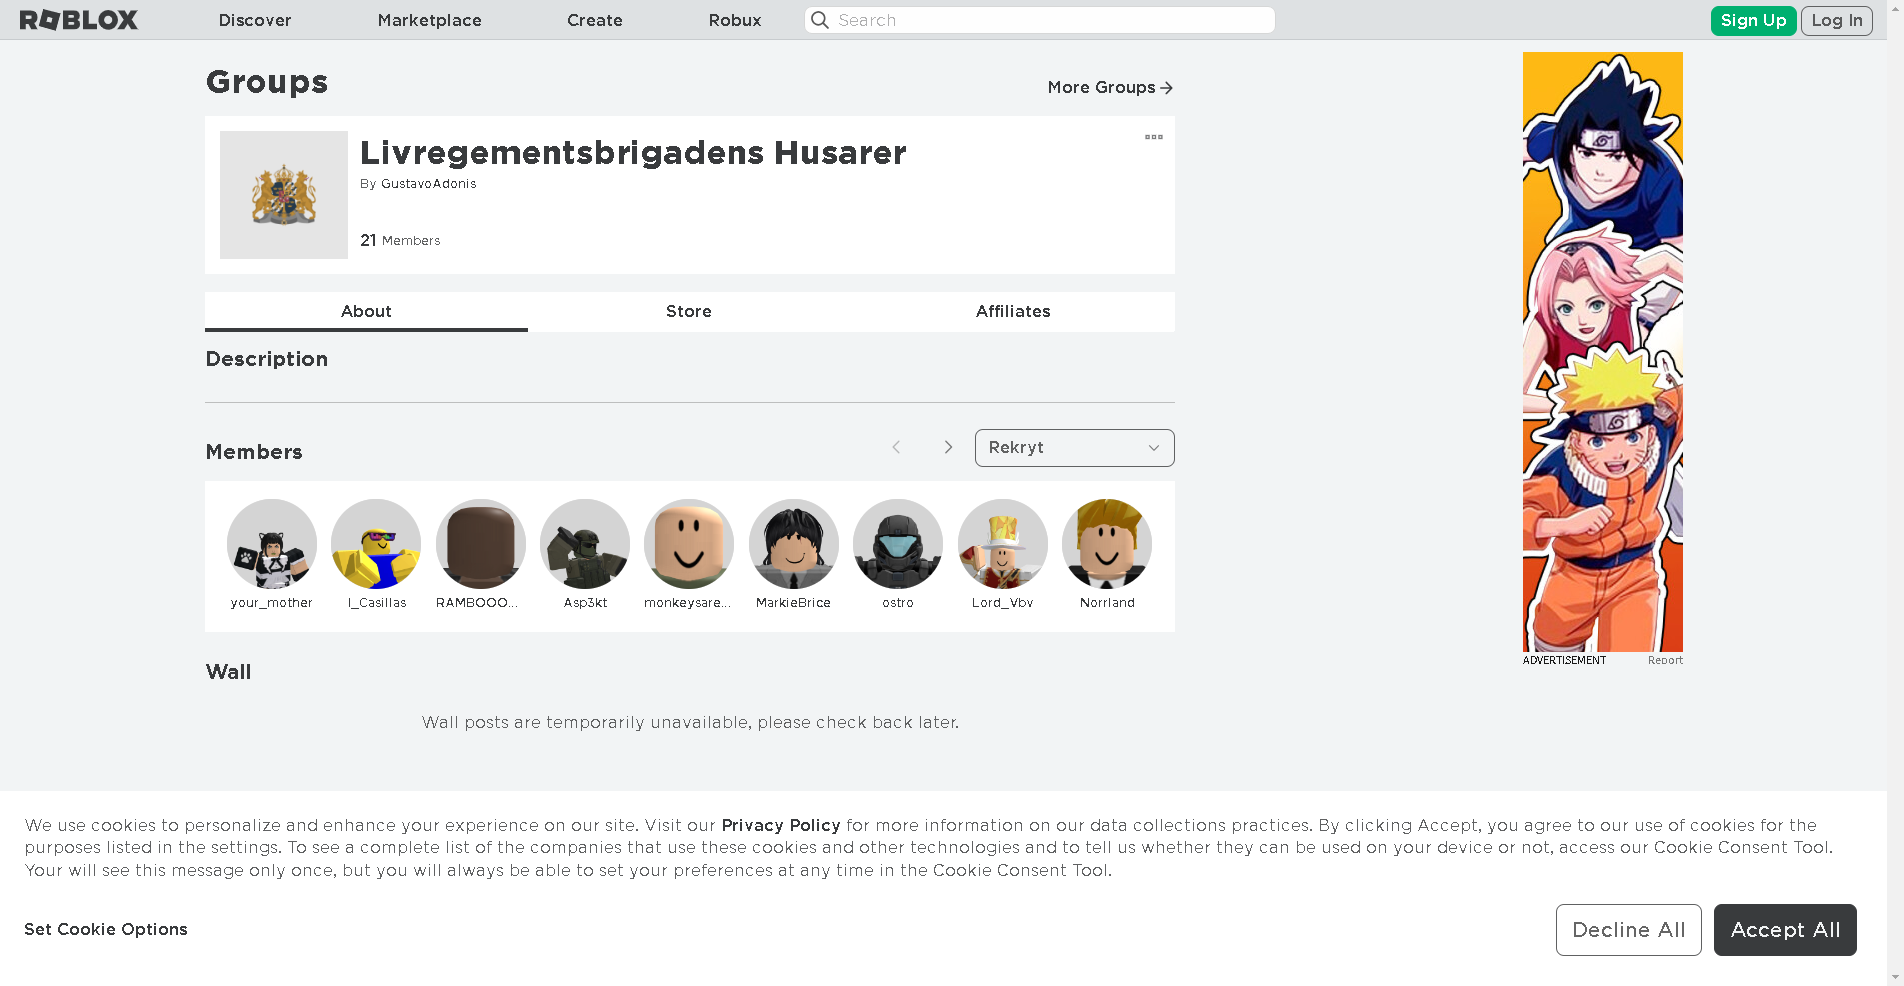 ROBLOX
Discover
Marketplace
Create
Robux
Search
Sign Up
Log In
Groups
More Groups
Livregementsbrigadens Husarer
By GustavoAdonis
21 Members
About
Store
Affiliates
Description
Members
Rekryt
your_mother
I_Casillas
RAMBOOO...
Asp3kt
monkeysare...
MarkieBrice
ostro
Lord_Vbv
Norrland
ADVERTISEMENT
Report
Wall
Wall posts are temporarily unavailable, please check back later.
We use cookies to personalize and enhance your experience on our site. Visit our Privacy Policy for more information on our data collections practices. By clicking Accept, you agree to our use of cookies for the
purposes listed in the settings. To see a complete list of the companies that use these cookies and other technologies and to tell us whether they can be used on your device or not, access our Cookie Consent Tool.
Your will see this message only once, but you will always be able to set your preferences at any time in the Cookie Consent Tool.
Set Cookie Options
Decline All
Accept All